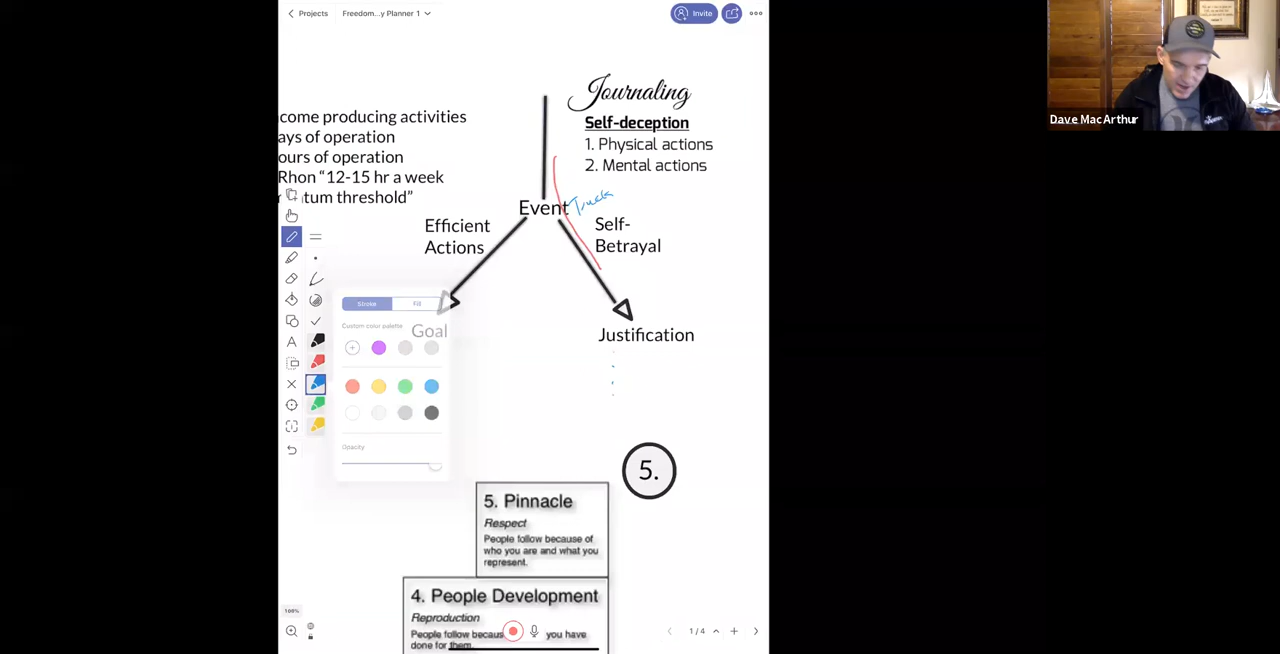 Projects
Freedom...y Planner 1
Invite
Dave MacArthur
Journaling
Self-deception
1. Physical actions
2. Mental actions
come producing activities
ays of operation
ours of operation
Rhon “12-15 hr a week
tum threshold”
Event
Truck
Efficient
Actions
Self-
Betrayal
Stroke
Fill
Custom color palette
Goal
Justification
Opacity
5.
5. Pinnacle
Respect
People follow because of
who you are and what you
represent.
4. People Development
Reproduction
People follow becaus you have
done for them.
100%
1 / 4